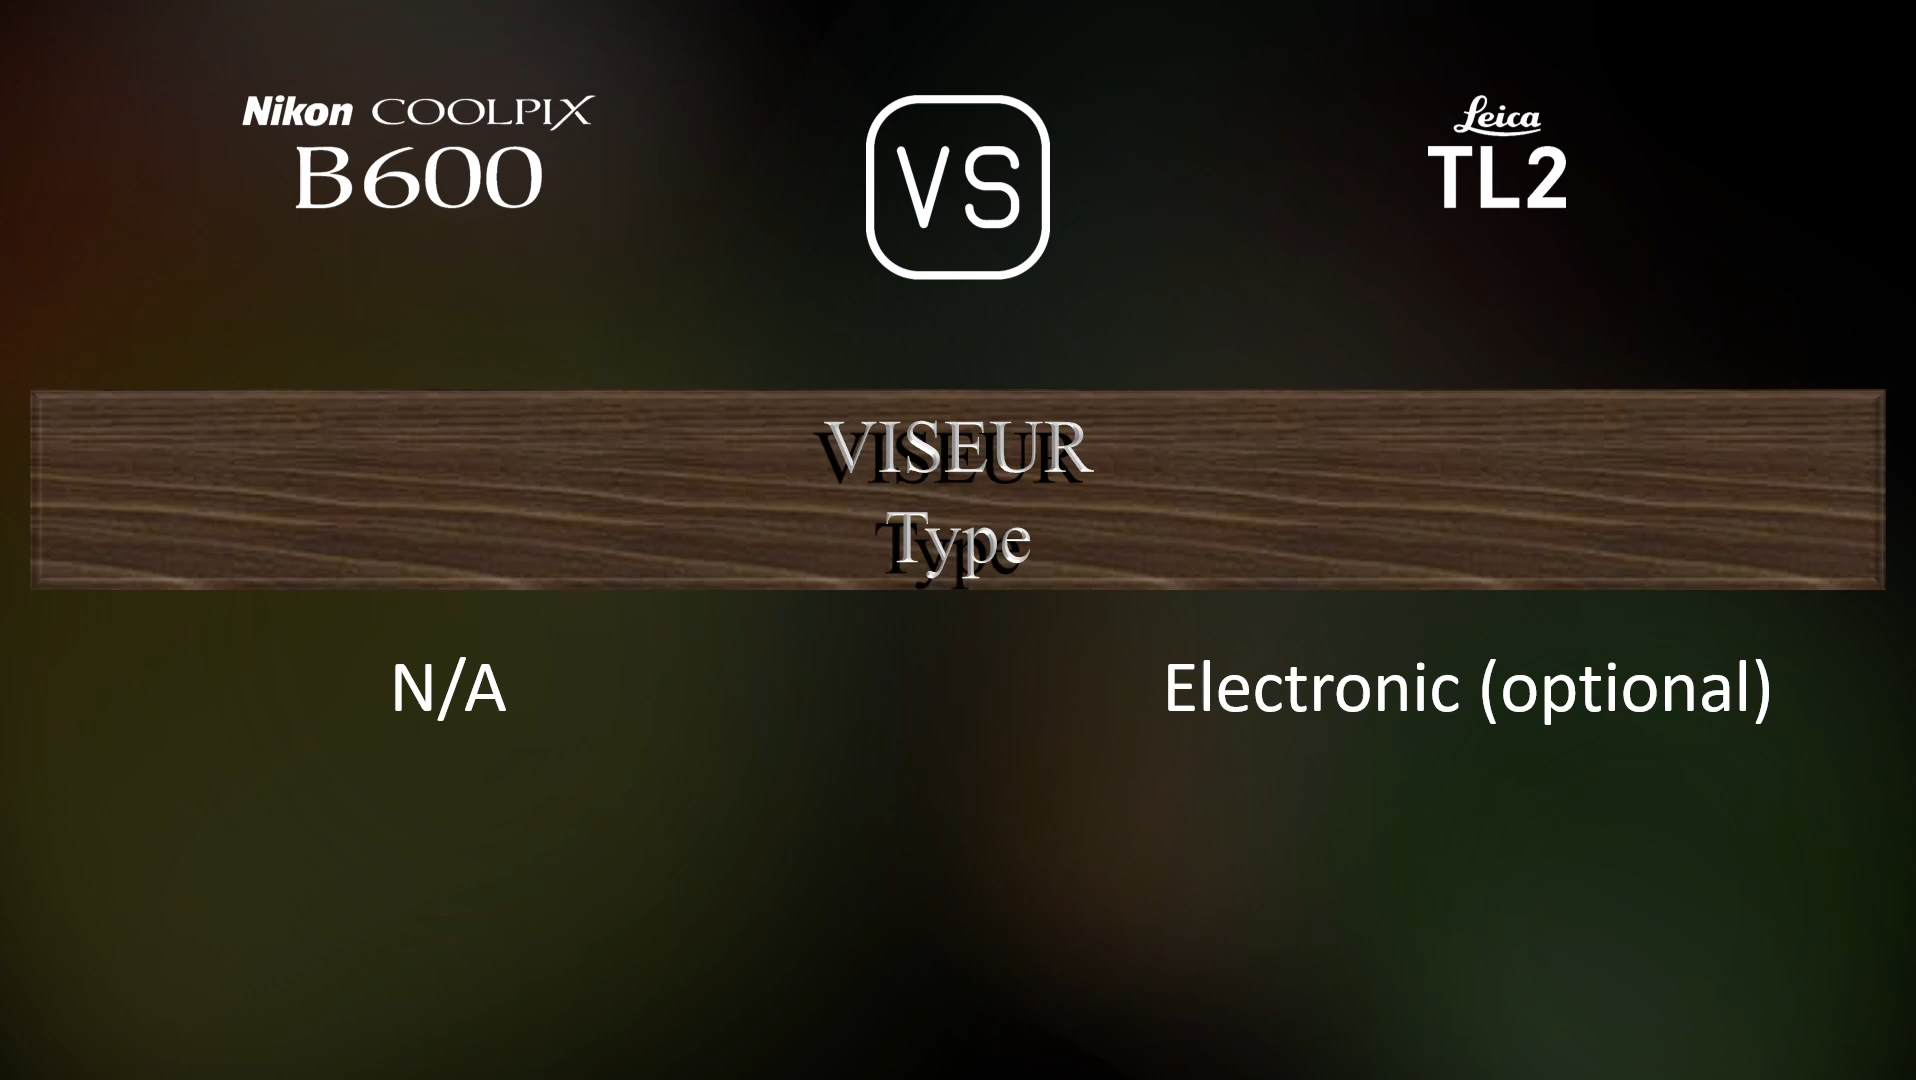 Nikon COOLPIX
B600
VS
Leica
TL2
VISEUR
Type
N/A
Electronic (optional)